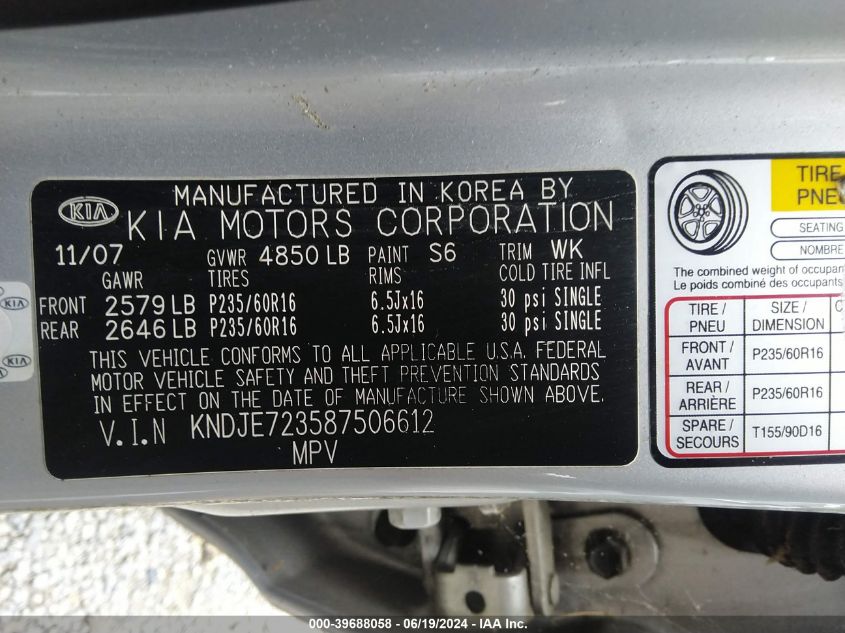 MANUFACTURED IN KOREA BY
KIA KIA MOTORS CORPORATION
11/07 GVWR 4850 LB PAINT S6 TRIM WK
GAWR TIRES RIMS COLD TIRE INFL
FRONT 2579 LB P235/60R16 6.5Jx16 30 psi SINGLE
REAR 2646 LB P235/60R16 6.5Jx16 30 psi SINGLE
THIS VEHICLE CONFORMS TO ALL APPLICABLE U.S.A. FEDERAL
MOTOR VEHICLE SAFETY AND THEFT PREVENTION STANDARDS
IN EFFECT ON THE DATE OF MANUFACTURE SHOWN ABOVE.
V.I.N KNDJE723587506612
MPV
KIA
KIA
TIRE
PNEU
SEATING
NOMBRE
The combined weight of occupan
Le poids combiné des occupants
TIRE / PNEU SIZE / DIMENSION C
FRONT / AVANT P235/60R16
REAR / ARRIÈRE P235/60R16
SPARE / SECOURS T155/90D16
000-39688058 - 06/19/2024 - IAA Inc.